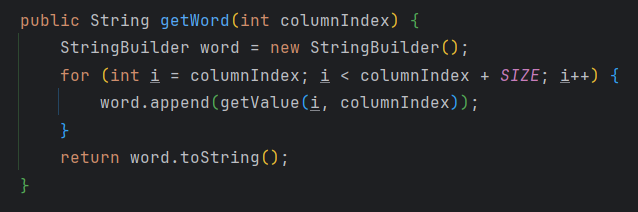 public String getWord(int columnIndex) {
    StringBuilder word = new StringBuilder();
    for (int i = columnIndex; i < columnIndex + SIZE; i++) {
        word.append(getValue(i, columnIndex));
    }
    return word.toString();
}